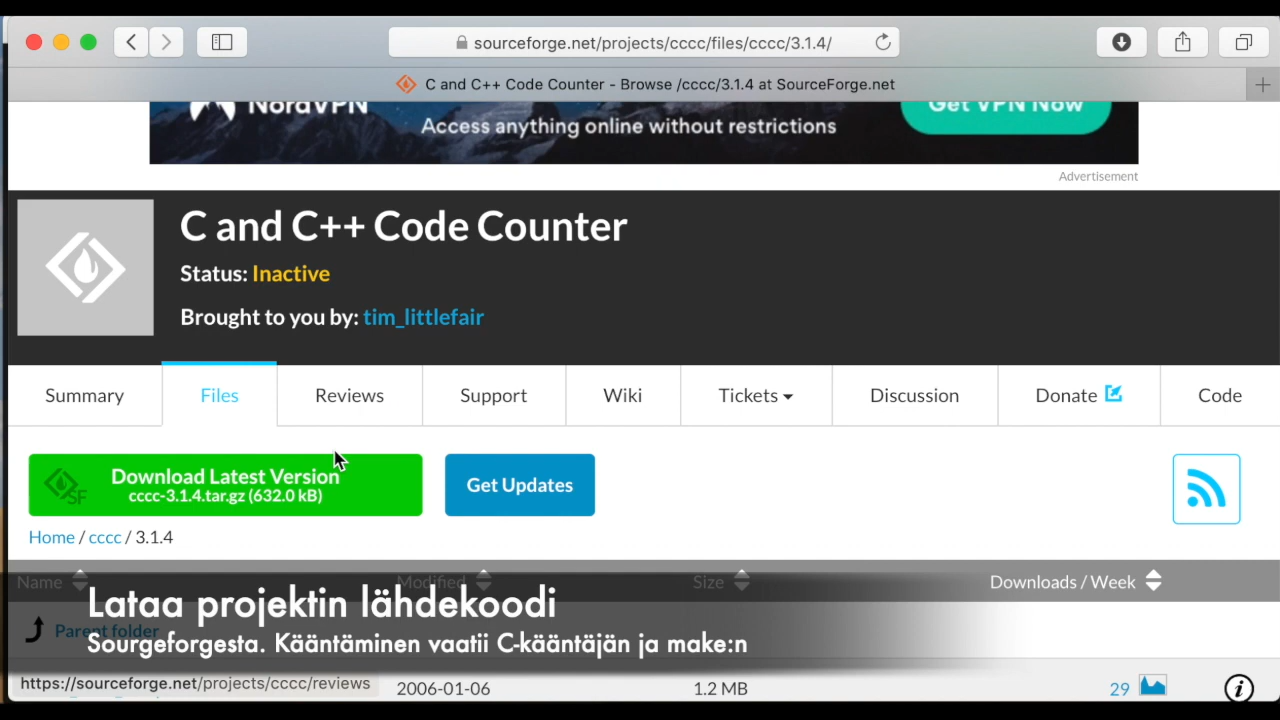 sourceforge.net/projects/cccc/files/cccc/3.1.4/
C and C++ Code Counter - Browse /cccc/3.1.4 at SourceForge.net
NordVPN
Access anything online without restrictions
Get VPN Now
Advertisement
C and C++ Code Counter
Status: Inactive
Brought to you by: tim_littlefair
Summary Files Reviews Support Wiki Tickets Discussion Donate Code
Download Latest Version
cccc-3.1.4.tar.gz (632.0 kB)
SF
Get Updates
Home / cccc / 3.1.4
Name Modified Size Downloads / Week
Lataa projektin lähdekoodi
Parent folder
Sourgeforgesta. Kääntäminen vaatii C-kääntäjän ja make:n
https://sourceforge.net/projects/cccc/reviews 2006-01-06 1.2 MB 29